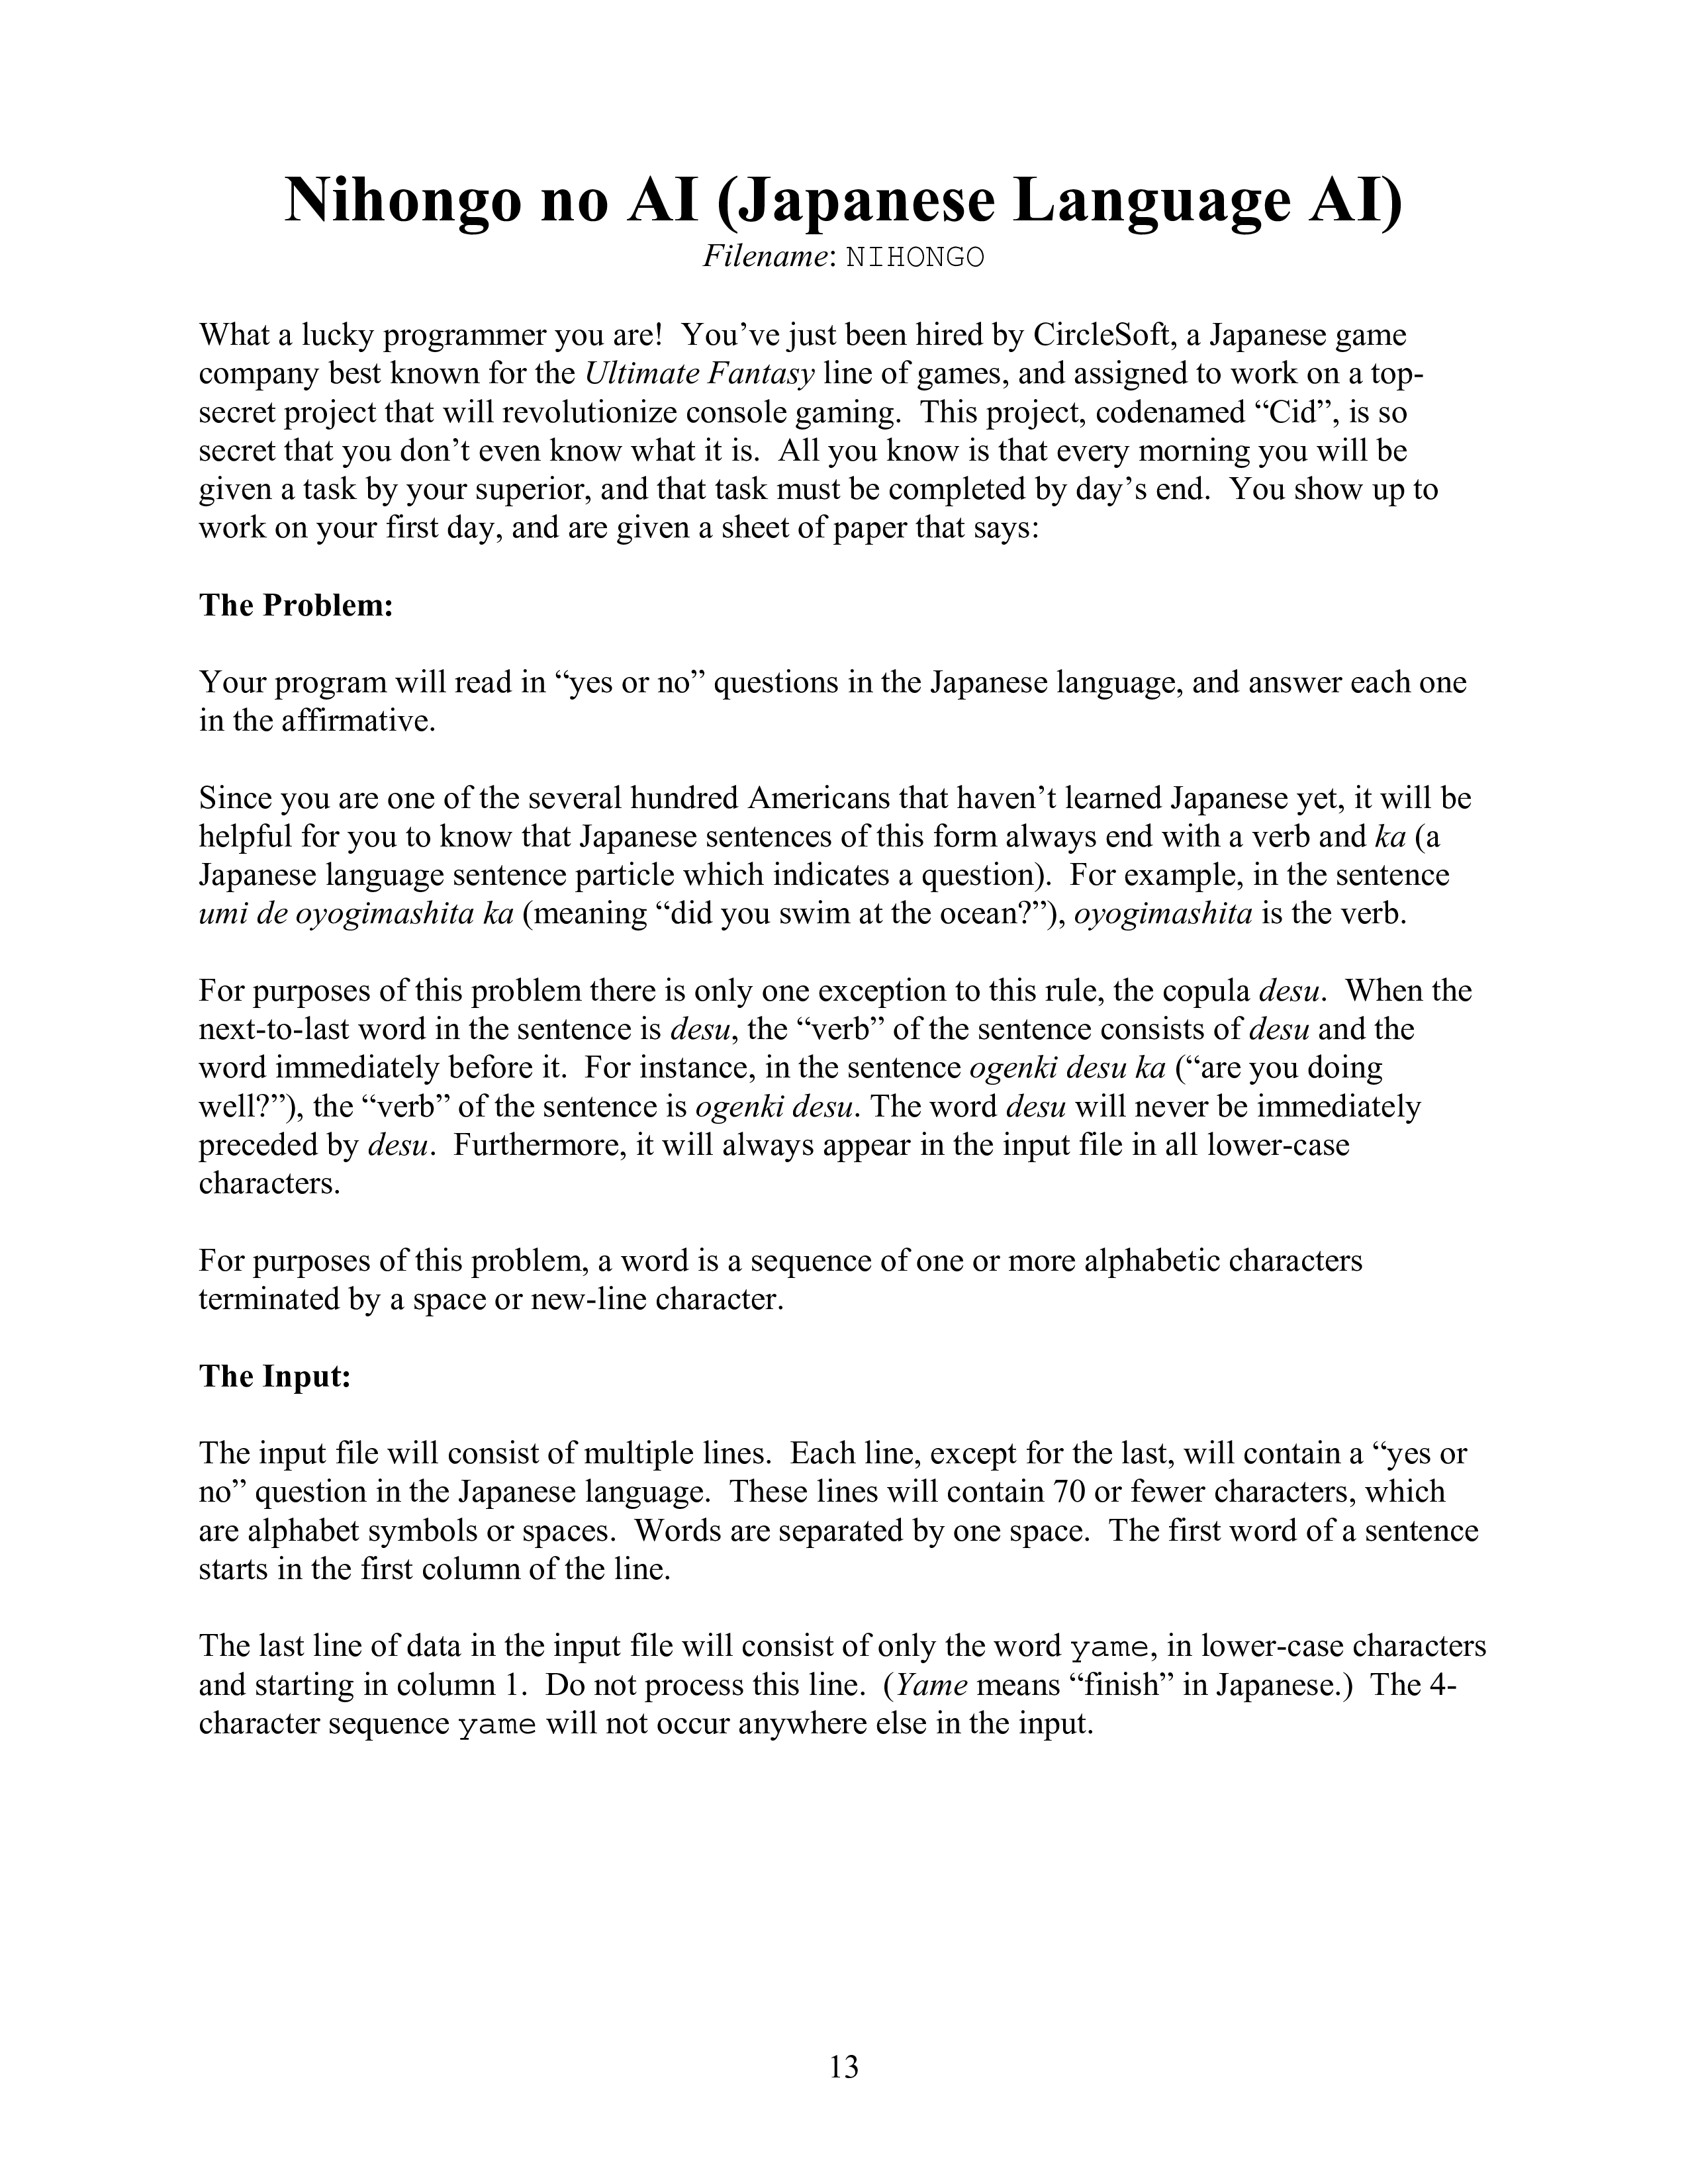 Nihongo no AI (Japanese Language AI)
Filename: NIHONGO
What a lucky programmer you are!  You’ve just been hired by CircleSoft, a Japanese game
company best known for the Ultimate Fantasy line of games, and assigned to work on a top-
secret project that will revolutionize console gaming.  This project, codenamed “Cid”, is so
secret that you don’t even know what it is.  All you know is that every morning you will be
given a task by your superior, and that task must be completed by day’s end.  You show up to
work on your first day, and are given a sheet of paper that says:
The Problem:
Your program will read in “yes or no” questions in the Japanese language, and answer each one
in the affirmative.
Since you are one of the several hundred Americans that haven’t learned Japanese yet, it will be
helpful for you to know that Japanese sentences of this form always end with a verb and ka (a
Japanese language sentence particle which indicates a question).  For example, in the sentence
umi de oyogimashita ka (meaning “did you swim at the ocean?”), oyogimashita is the verb.
For purposes of this problem there is only one exception to this rule, the copula desu.  When the
next-to-last word in the sentence is desu, the “verb” of the sentence consists of desu and the
word immediately before it.  For instance, in the sentence ogenki desu ka (“are you doing
well?”), the “verb” of the sentence is ogenki desu. The word desu will never be immediately
preceded by desu.  Furthermore, it will always appear in the input file in all lower-case
characters.
For purposes of this problem, a word is a sequence of one or more alphabetic characters
terminated by a space or new-line character.
The Input:
The input file will consist of multiple lines.  Each line, except for the last, will contain a “yes or
no” question in the Japanese language.  These lines will contain 70 or fewer characters, which
are alphabet symbols or spaces.  Words are separated by one space.  The first word of a sentence
starts in the first column of the line.
The last line of data in the input file will consist of only the word yame, in lower-case characters
and starting in column 1.  Do not process this line.  (Yame means “finish” in Japanese.)  The 4-
character sequence yame will not occur anywhere else in the input.
13